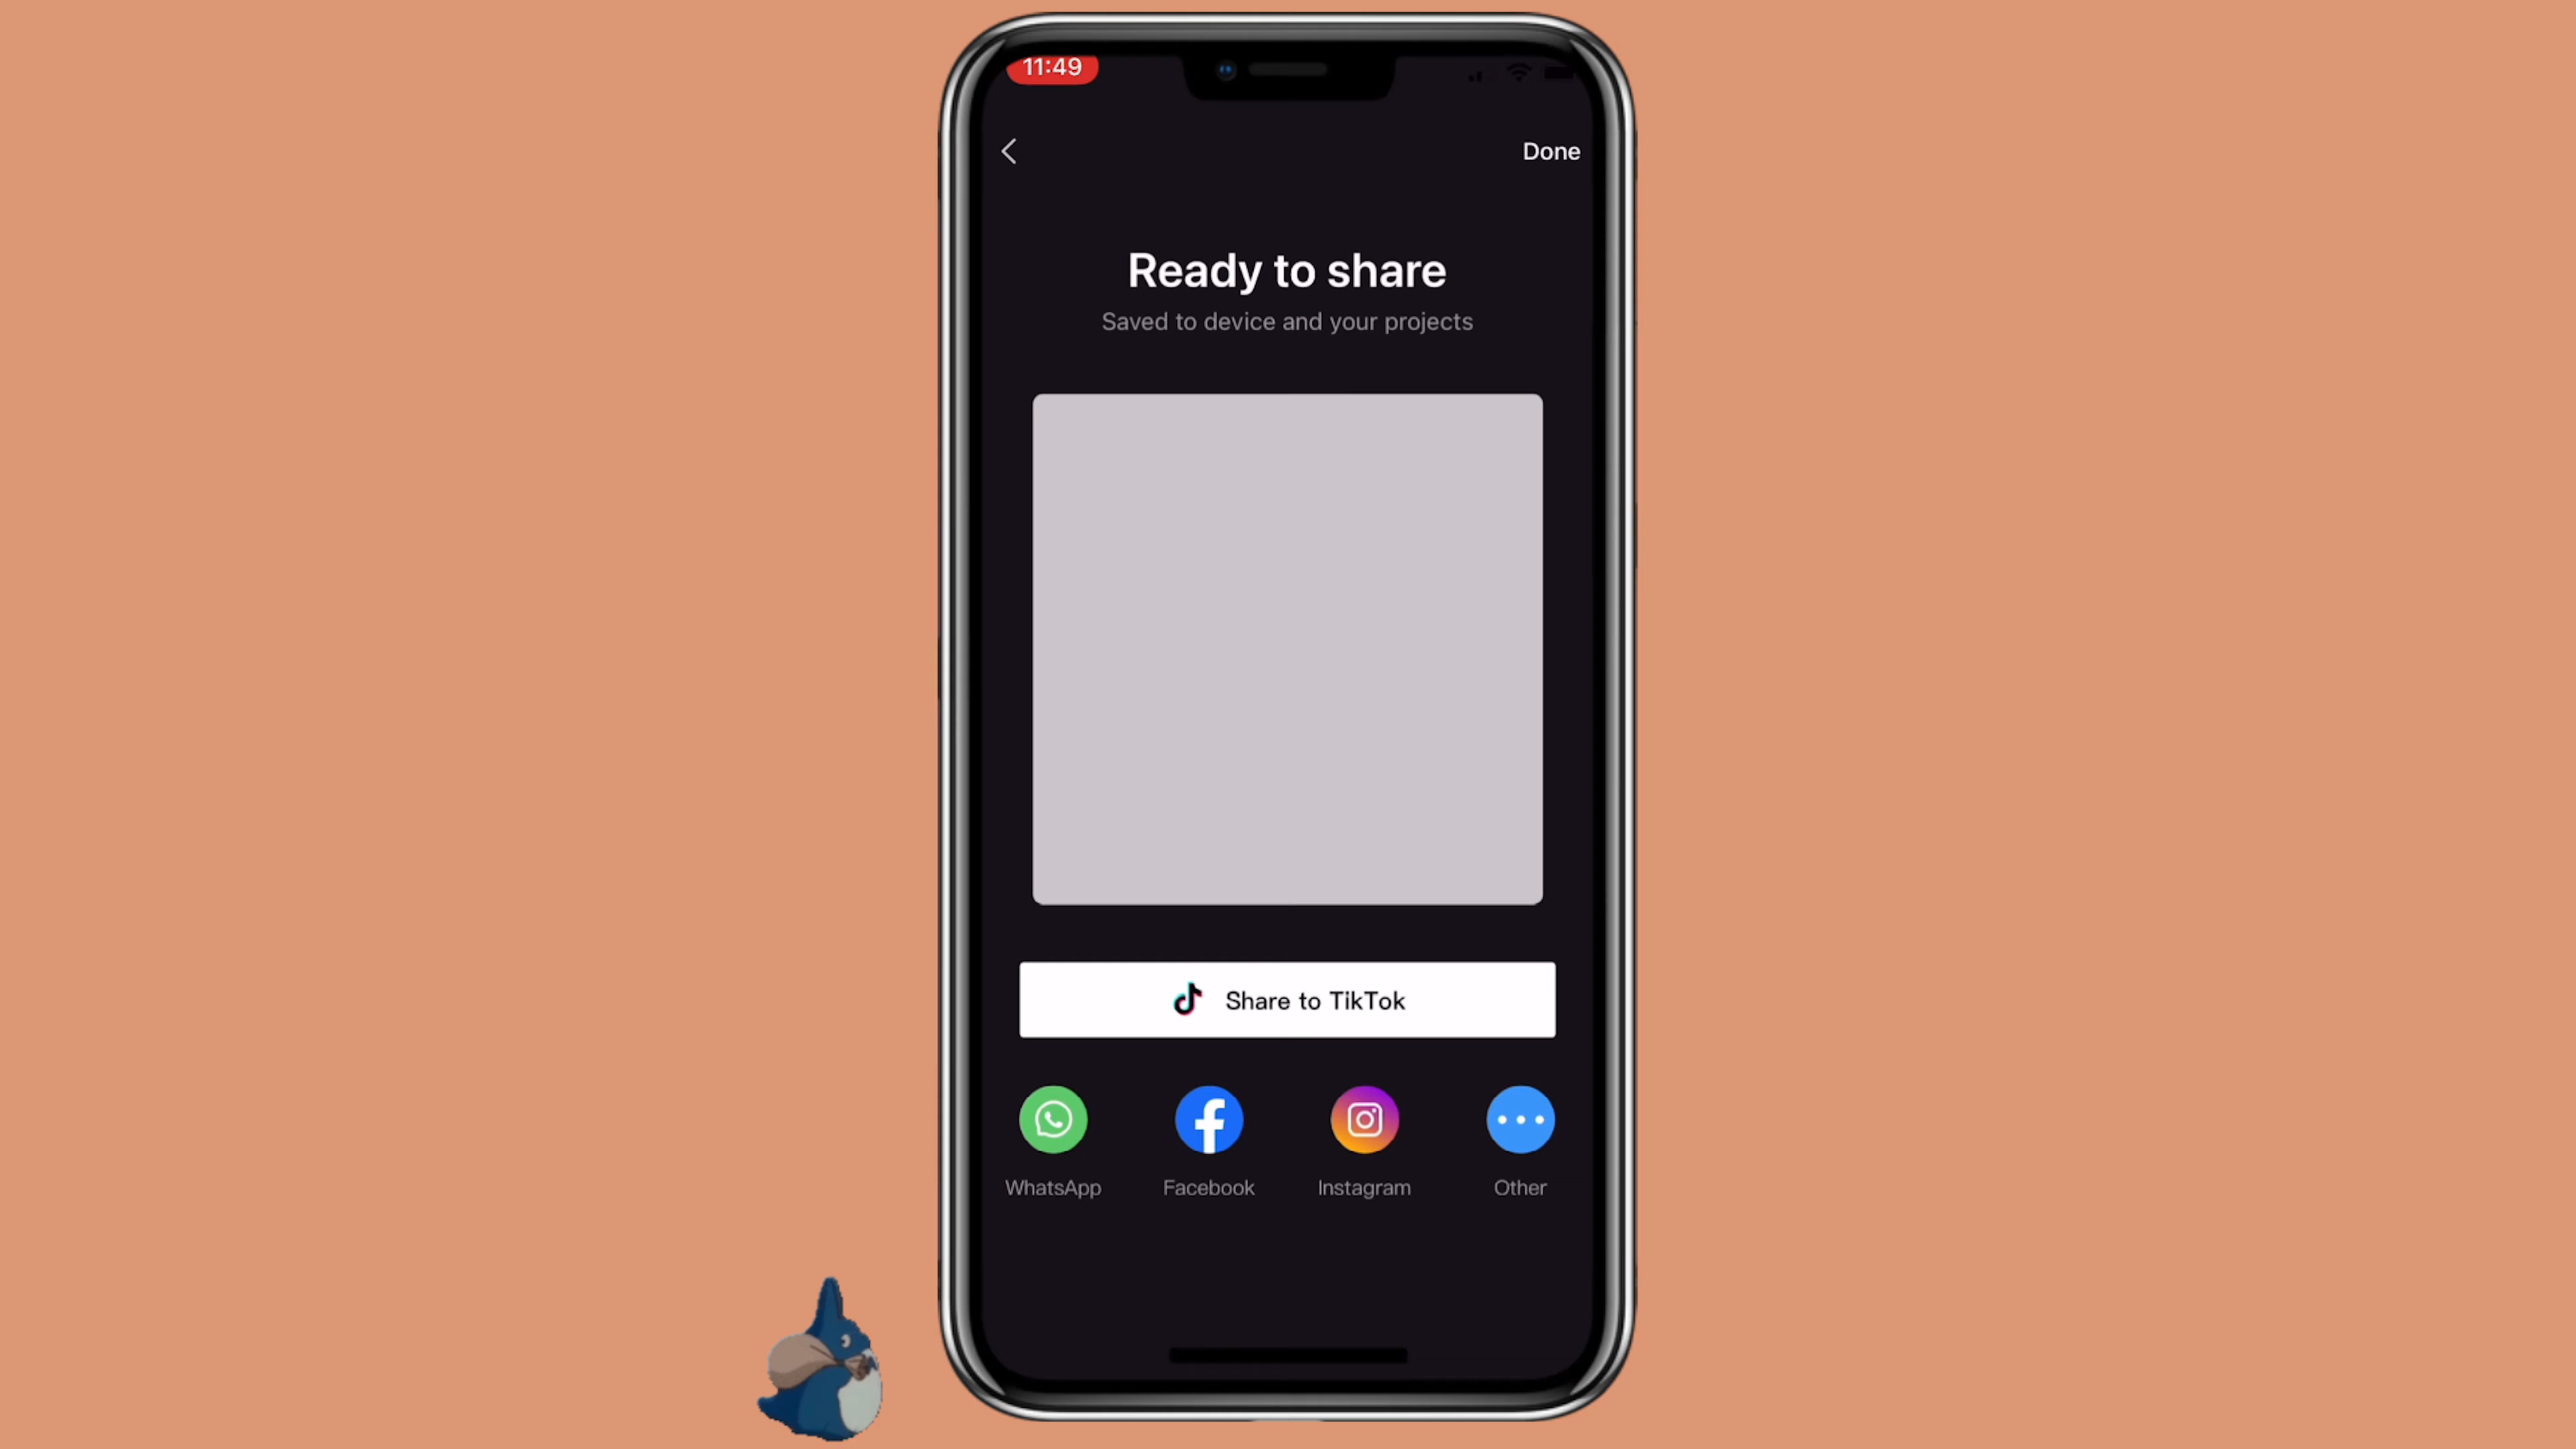 11:49
Done
Ready to share
Saved to device and your projects
Share to TikTok
WhatsApp
Facebook
Instagram
Other